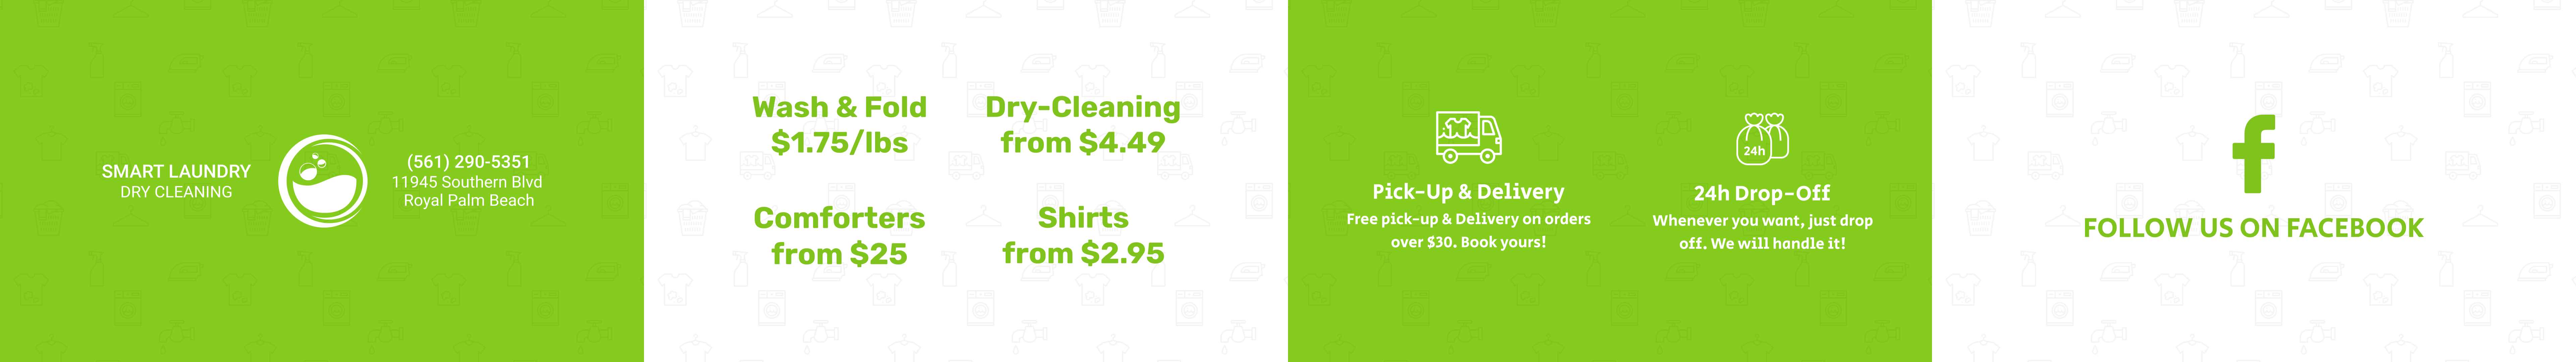 SMART LAUNDRY
DRY CLEANING
(561) 290-5351
11945 Southern Blvd
Royal Palm Beach
Wash & Fold
$1.75/lbs
Dry-Cleaning
from $4.49
Comforters
from $25
Shirts
from $2.95
Pick-Up & Delivery
Free pick-up & Delivery on orders
over $30. Book yours!
24h
24h Drop-Off
Whenever you want, just drop
off. We will handle it!
f
FOLLOW US ON FACEBOOK